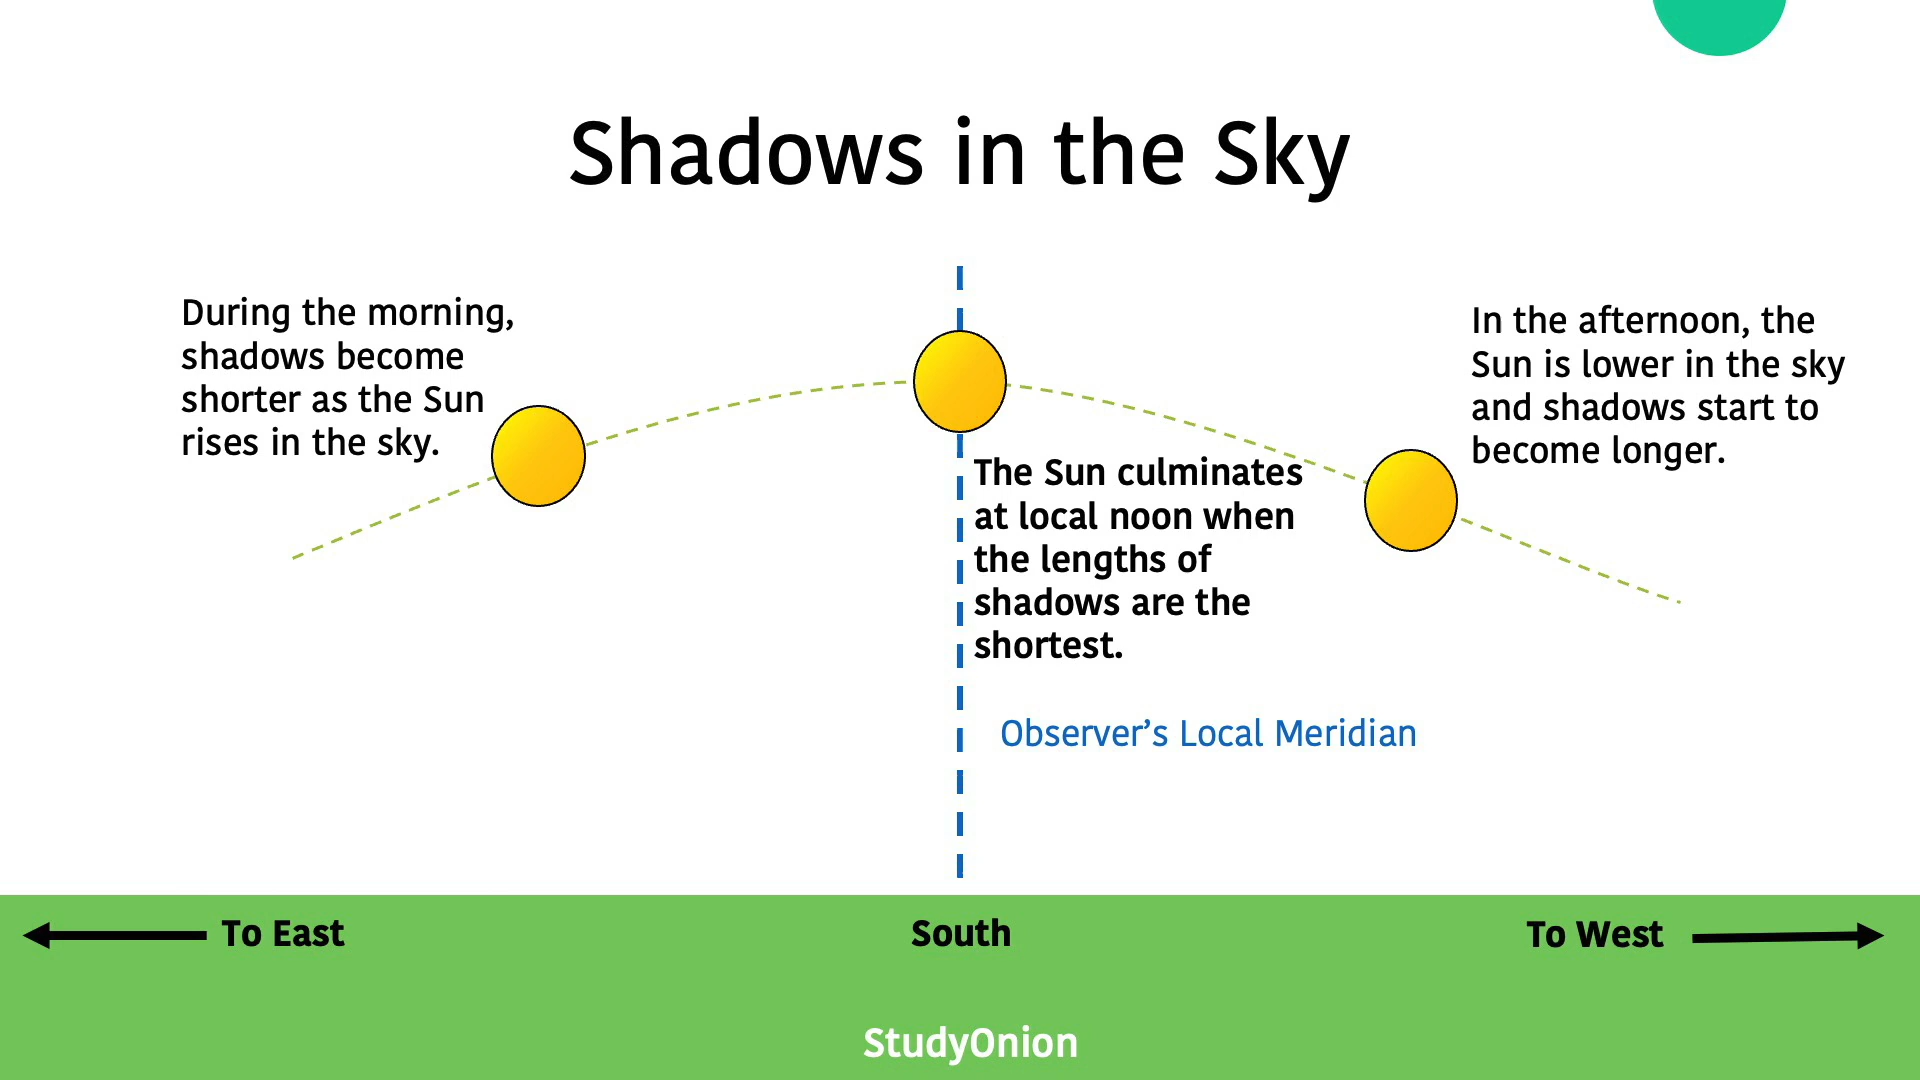 Shadows in the Sky
During the morning,
shadows become
shorter as the Sun
rises in the sky.
In the afternoon, the
Sun is lower in the sky
and shadows start to
become longer.
The Sun culminates
at local noon when
the lengths of
shadows are the
shortest.
Observer’s Local Meridian
To East
South
To West
StudyOnion